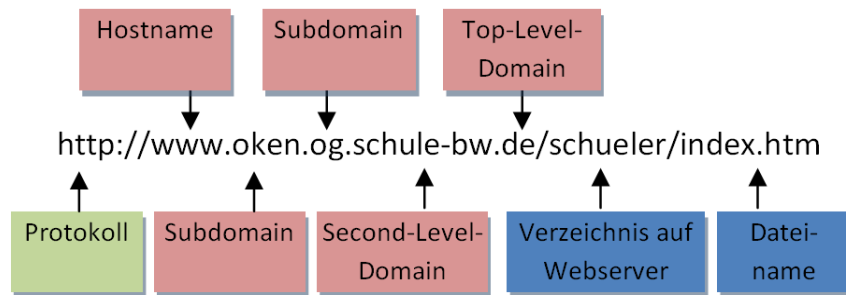 Hostname
Subdomain
Top-Level-
Domain
http://www.oken.og.schule-bw.de/schueler/index.htm
Protokoll
Subdomain
Second-Level-
Domain
Verzeichnis auf
Webserver
Datei-
name